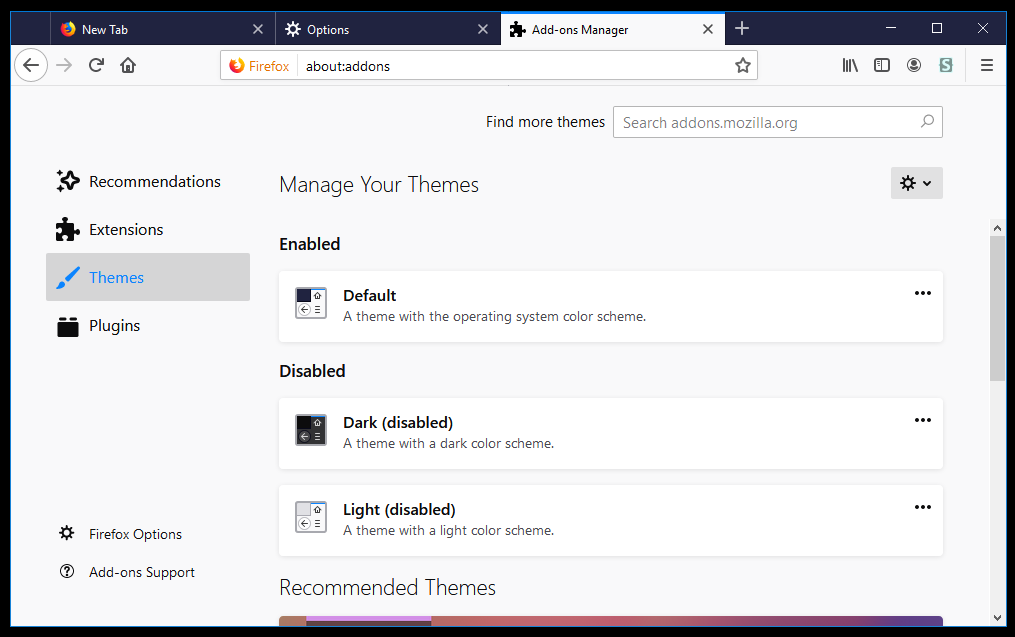 New Tab
Options
Add-ons Manager
Firefox
about:addons
Find more themes
Search addons.mozilla.org
Recommendations
Extensions
Themes
Plugins
Firefox Options
Add-ons Support
Manage Your Themes
Enabled
Default
A theme with the operating system color scheme.
Disabled
Dark (disabled)
A theme with a dark color scheme.
Light (disabled)
A theme with a light color scheme.
Recommended Themes